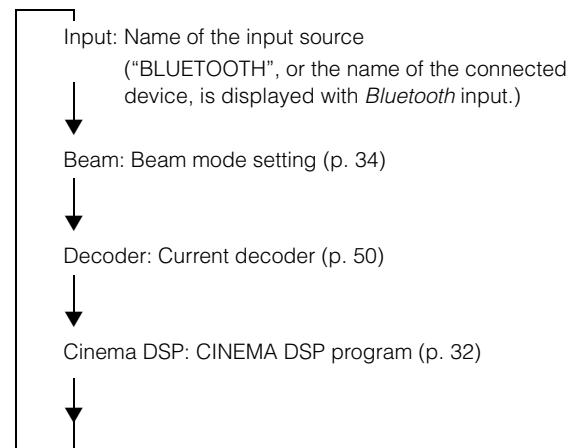 Input: Name of the input source
(“BLUETOOTH”, or the name of the connected
device, is displayed with Bluetooth input.)
Beam: Beam mode setting (p. 34)
Decoder: Current decoder (p. 50)
Cinema DSP: CINEMA DSP program (p. 32)